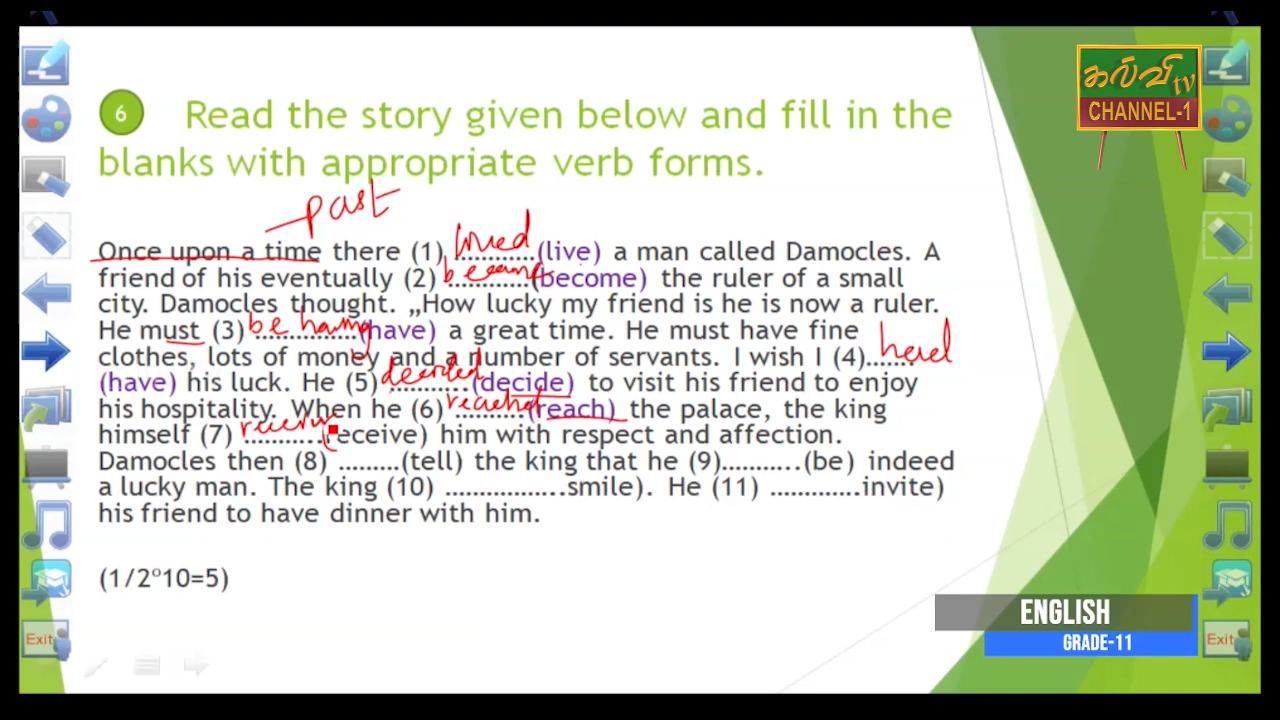 கல்வி tv
CHANNEL-1
6 Read the story given below and fill in the
blanks with appropriate verb forms.
past
Once upon a time there (1) lived...........(live) a man called Damocles. A
friend of his eventually (2) became...........(become) the ruler of a small
city. Damocles thought. „How lucky my friend is he is now a ruler.
He must (3) be having...............(have) a great time. He must have fine
clothes, lots of money and a number of servants. I wish I (4)....... had
(have) his luck. He (5) decided...........(decide) to visit his friend to enjoy
his hospitality. When he (6) reached..........(reach) the palace, the king
himself (7) ...........(receive) him with respect and affection.
Damocles then (8) .........(tell) the king that he (9)...........(be) indeed
a lucky man. The king (10) .................smile). He (11) .............invite)
his friend to have dinner with him.
(1/2º10=5)
ENGLISH
GRADE-11
Exit
Exit